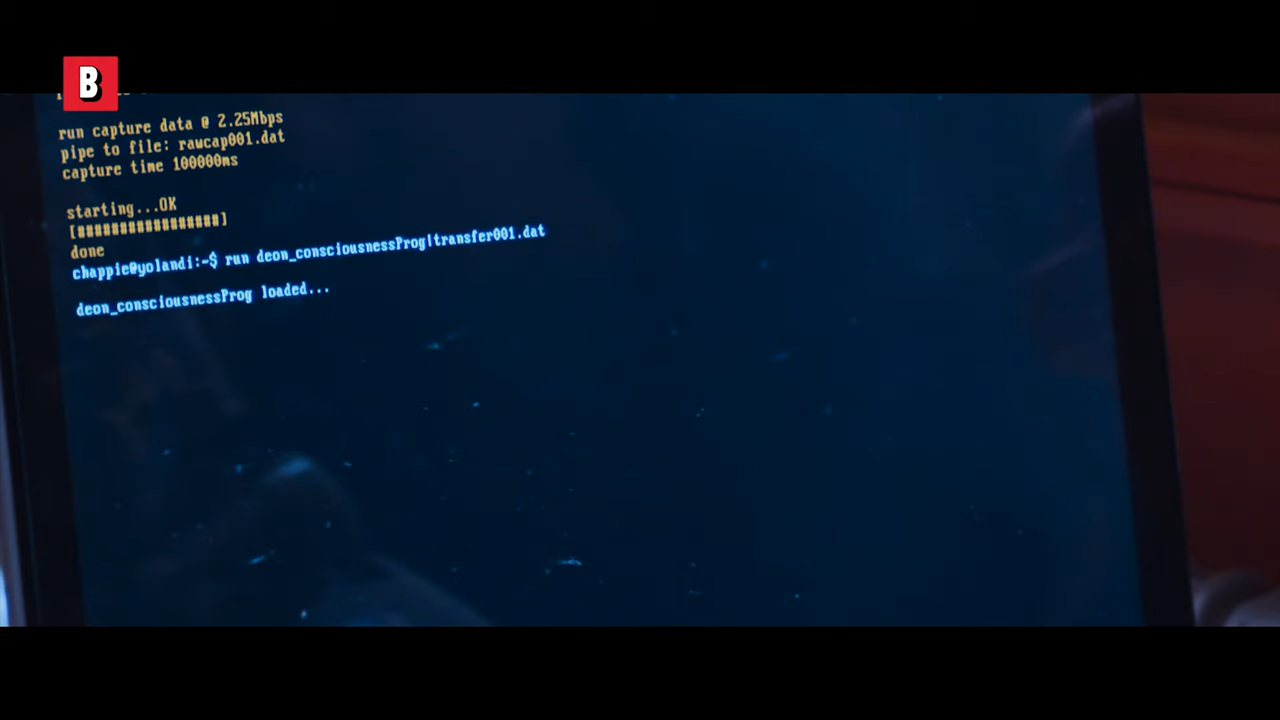 B
run capture data @ 2.25Mbps
pipe to file: rawcap001.dat
capture time 100000ms
starting...OK
[#################]
done
chappie@yolandi:~$ run deon_consciousnessProg|transfer001.dat
deon_consciousnessProg loaded...